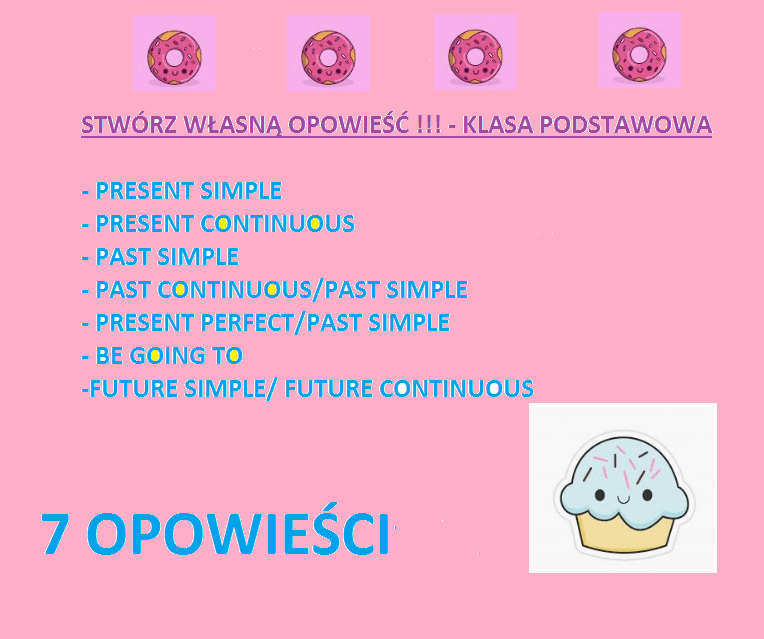 STWÓRZ WŁASNĄ OPOWIEŚĆ !!! - KLASA PODSTAWOWA
- PRESENT SIMPLE
- PRESENT CONTINUOUS
- PAST SIMPLE
- PAST CONTINUOUS/PAST SIMPLE
- PRESENT PERFECT/PAST SIMPLE
- BE GOING TO
-FUTURE SIMPLE/ FUTURE CONTINUOUS
7 OPOWIEŚCI